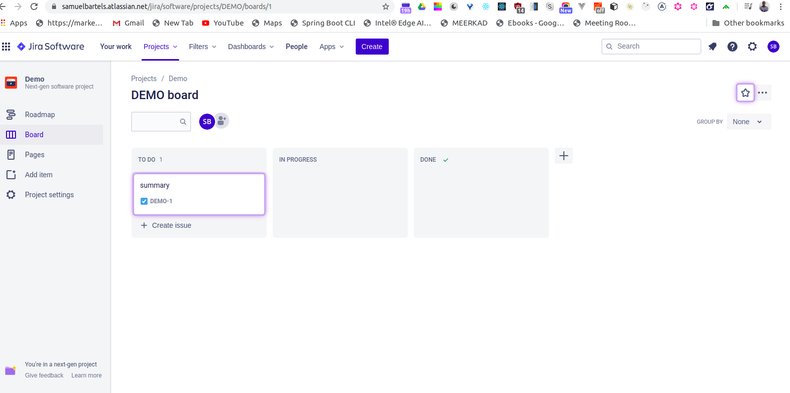 samuelbartels.atlassian.net/jira/software/projects/DEMO/boards/1
Apps https://marke... Gmail New Tab YouTube Maps Spring Boot CLI Intel® Edge AI... MEERKAD Ebooks - Goog... Meeting Roo... Other bookmarks
Jira Software Your work Projects Filters Dashboards People Apps Create Search SB
Demo
Next-gen software project
Roadmap
Board
Pages
Add item
Project settings
Projects / Demo
DEMO board
SB
GROUP BY None
TO DO 1
IN PROGRESS
DONE
summary
DEMO-1
Create issue
You're in a next-gen project
Give feedback Learn more